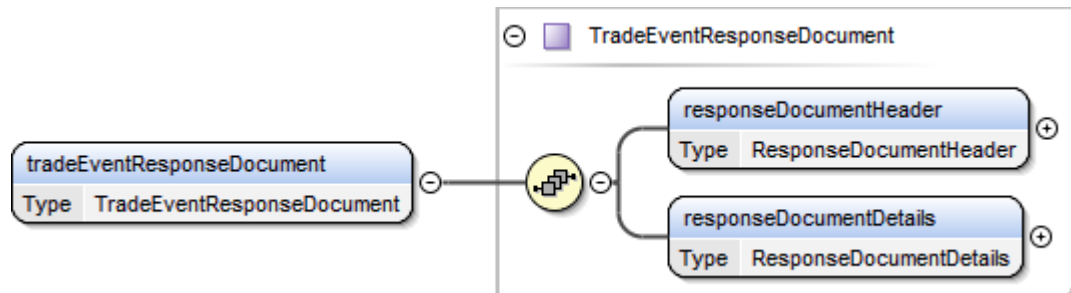 TradeEventResponseDocument
responseDocumentHeader
Type ResponseDocumentHeader
tradeEventResponseDocument
Type TradeEventResponseDocument
responseDocumentDetails
Type ResponseDocumentDetails